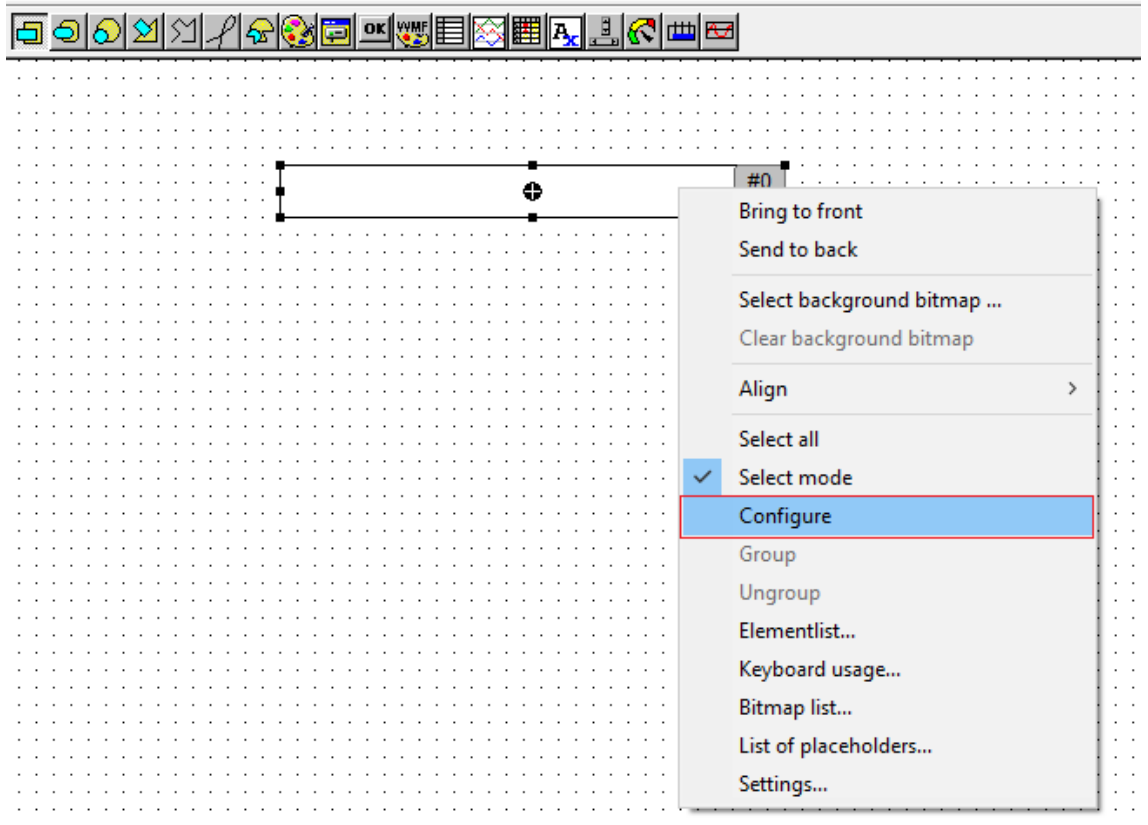 OK WMF
Ax
#0
Bring to front
Send to back
Select background bitmap ...
Clear background bitmap
Align
Select all
Select mode
Configure
Group
Ungroup
Elementlist...
Keyboard usage...
Bitmap list...
List of placeholders...
Settings...